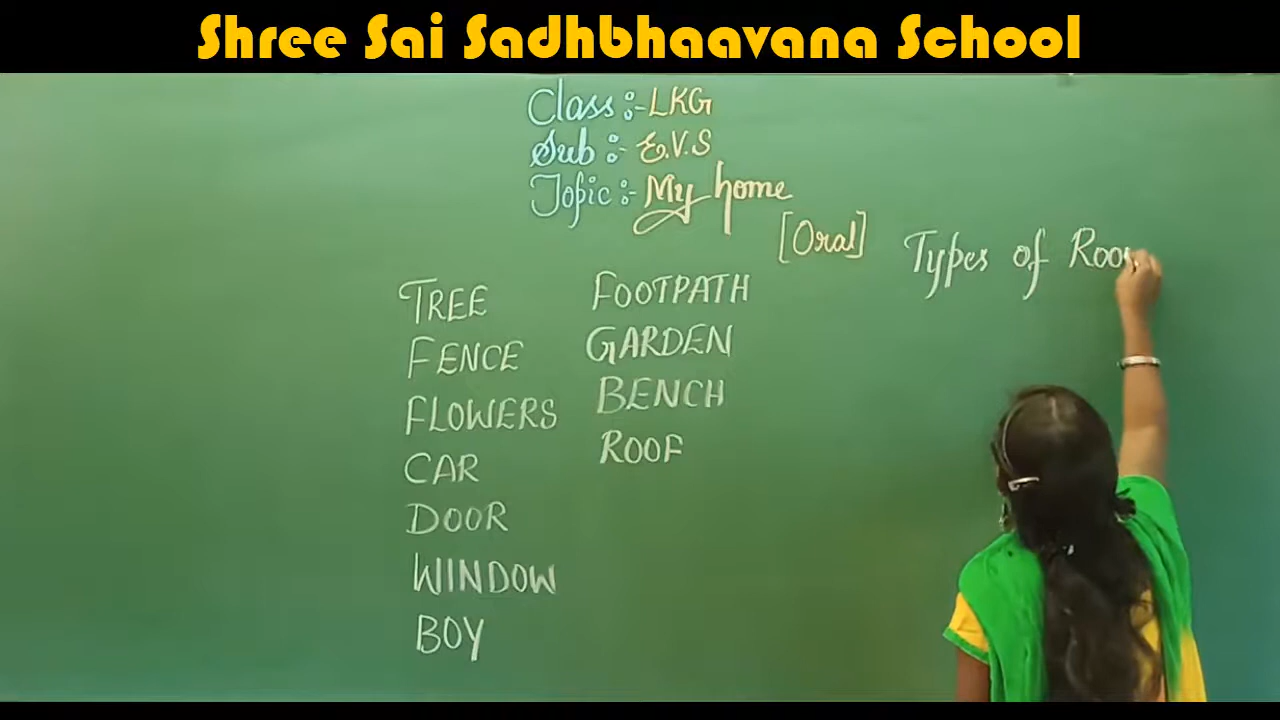 Shree Sai Sadhbhaavana School
Class :- LKG
Sub :- E.V.S
Topic :- My home
[Oral]
TREE
FENCE
FLOWERS
CAR
DOOR
WINDOW
BOY
FOOTPATH
GARDEN
BENCH
ROOF
Types of